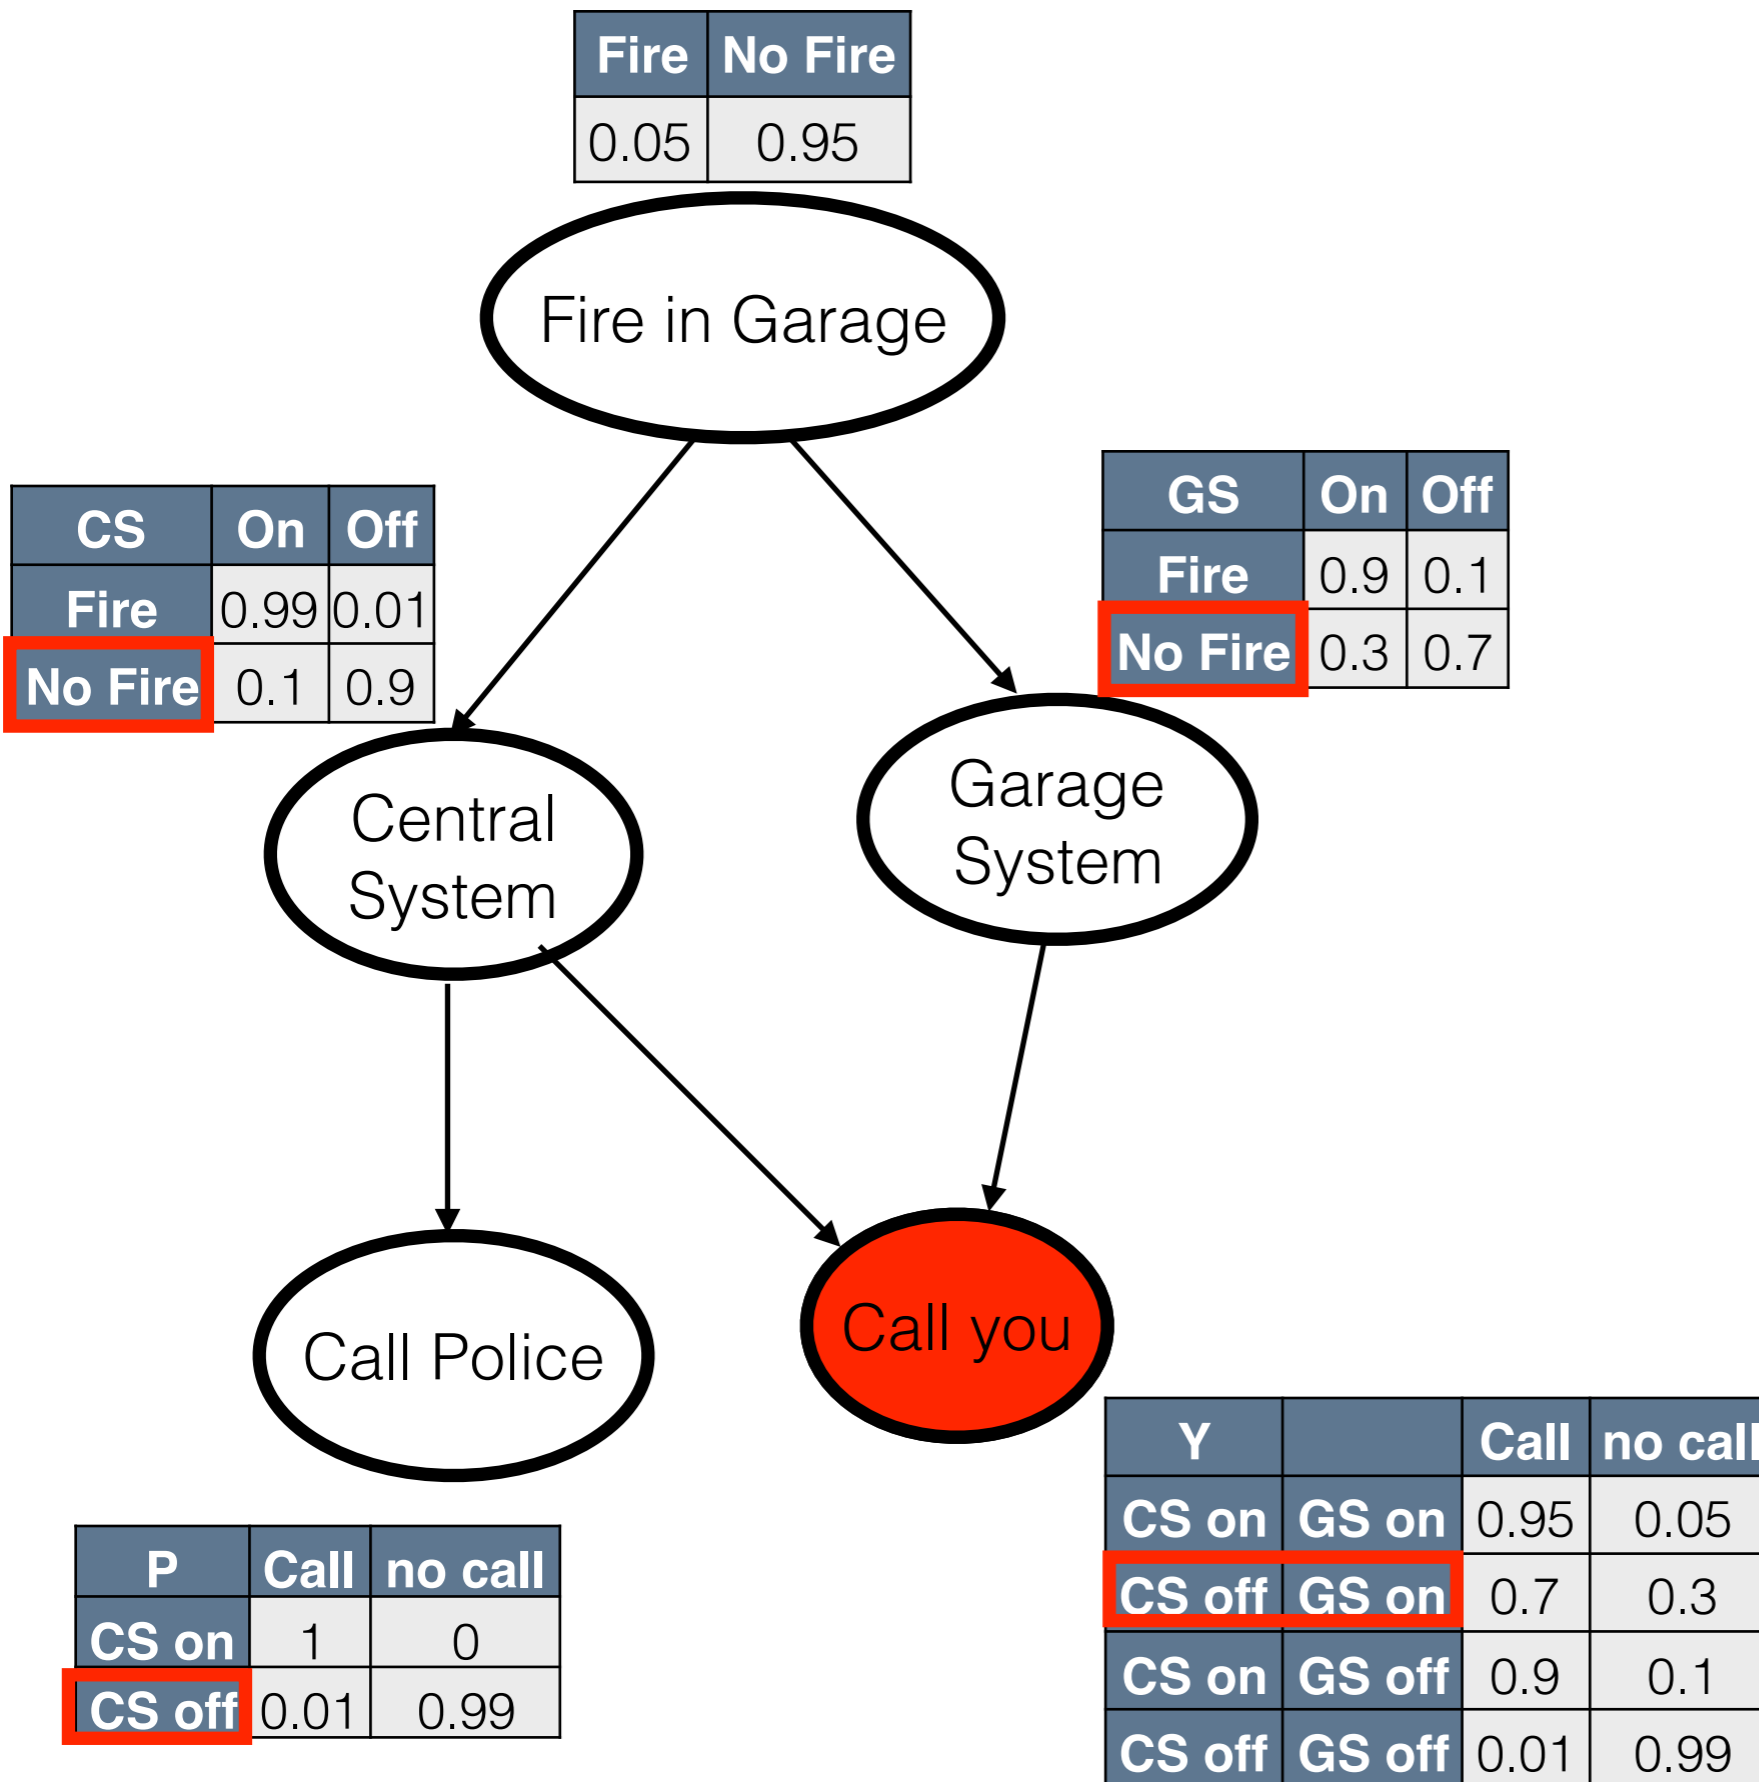 Fire No Fire
0.05 0.95
Fire in Garage
CS On Off
Fire 0.99 0.01
No Fire 0.1 0.9
GS On Off
Fire 0.9 0.1
No Fire 0.3 0.7
Central
System
Garage
System
Call Police
Call you
P Call no call
CS on 1 0
CS off 0.01 0.99
Y Call no call
CS on GS on 0.95 0.05
CS off GS on 0.7 0.3
CS on GS off 0.9 0.1
CS off GS off 0.01 0.99